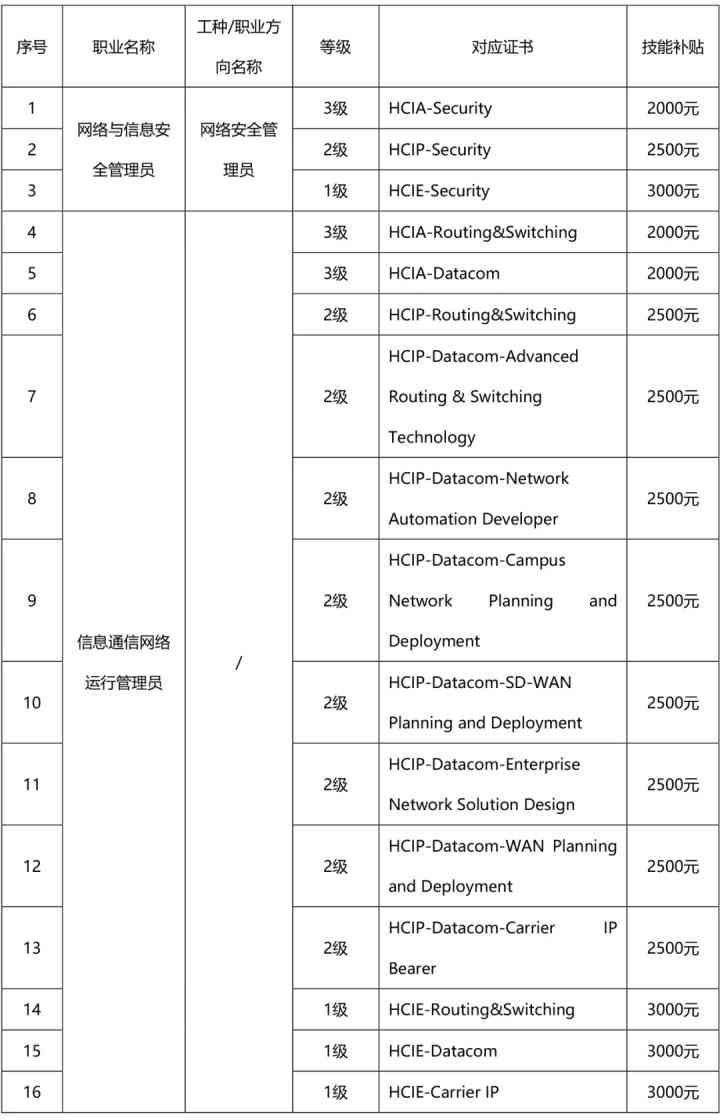 序号
职业名称
工种/职业方
向名称
等级
对应证书
技能补贴
1
网络与信息安
全管理员
网络安全管
理员
3级
HCIA-Security
2000元
2
2级
HCIP-Security
2500元
3
1级
HCIE-Security
3000元
4
信息通信网络
运行管理员
/
3级
HCIA-Routing&Switching
2000元
5
3级
HCIA-Datacom
2000元
6
2级
HCIP-Routing&Switching
2500元
7
2级
HCIP-Datacom-Advanced
Routing & Switching
Technology
2500元
8
2级
HCIP-Datacom-Network
Automation Developer
2500元
9
2级
HCIP-Datacom-Campus
Network Planning and
Deployment
2500元
10
2级
HCIP-Datacom-SD-WAN
Planning and Deployment
2500元
11
2级
HCIP-Datacom-Enterprise
Network Solution Design
2500元
12
2级
HCIP-Datacom-WAN Planning
and Deployment
2500元
13
2级
HCIP-Datacom-Carrier IP
Bearer
2500元
14
1级
HCIE-Routing&Switching
3000元
15
1级
HCIE-Datacom
3000元
16
1级
HCIE-Carrier IP
3000元